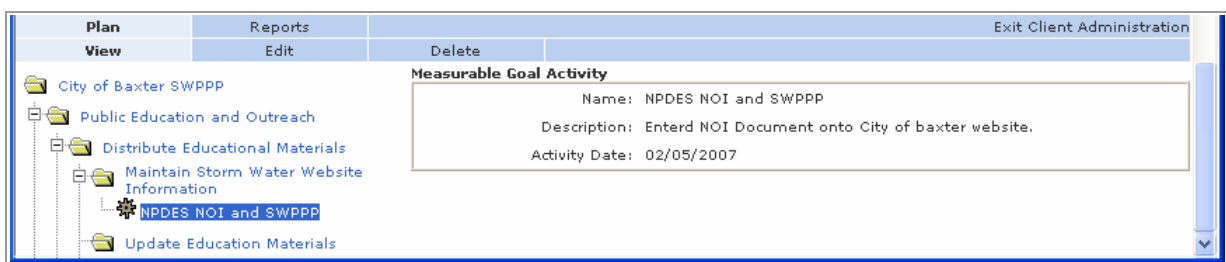 Plan Reports Exit Client Administration
View Edit Delete
City of Baxter SWPPP
Public Education and Outreach
Distribute Educational Materials
Maintain Storm Water Website
Information
NPDES NOI and SWPPP
Update Education Materials
Measurable Goal Activity
Name: NPDES NOI and SWPPP
Description: Enterd NOI Document onto City of baxter website.
Activity Date: 02/05/2007